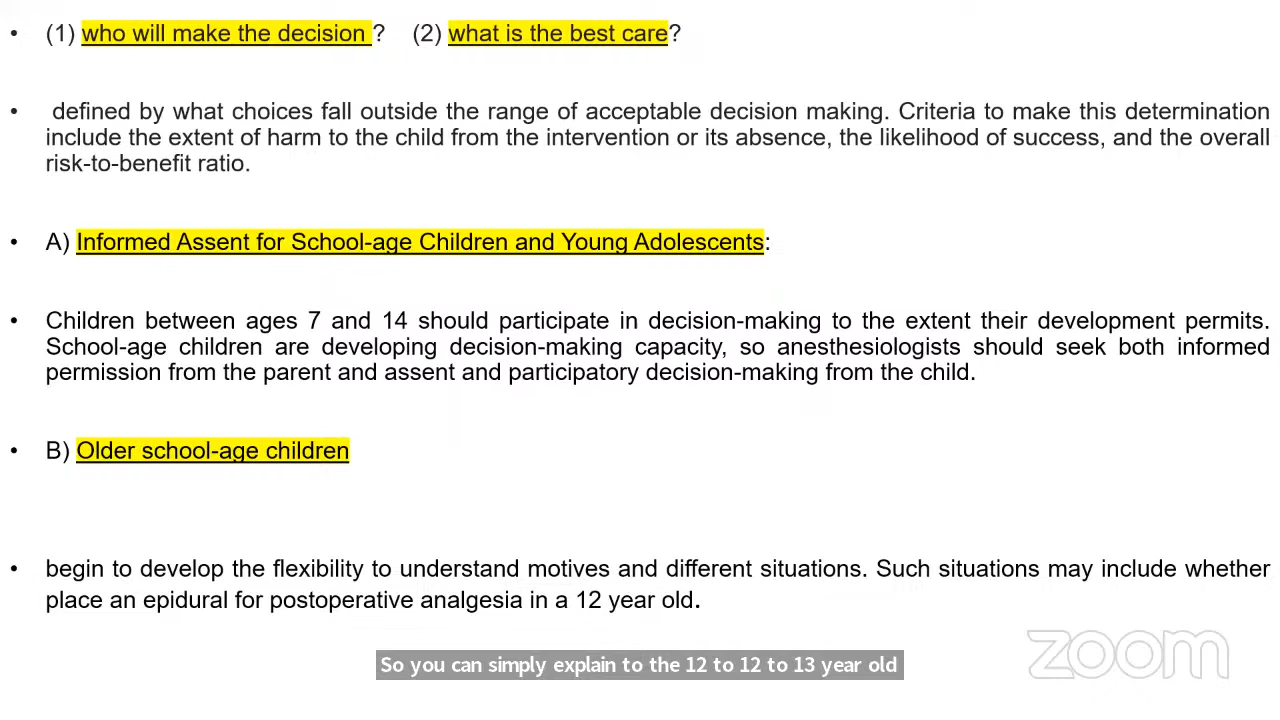 • (1) who will make the decision ? (2) what is the best care?
• defined by what choices fall outside the range of acceptable decision making. Criteria to make this determination
include the extent of harm to the child from the intervention or its absence, the likelihood of success, and the overall
risk-to-benefit ratio.
• A) Informed Assent for School-age Children and Young Adolescents:
• Children between ages 7 and 14 should participate in decision-making to the extent their development permits.
School-age children are developing decision-making capacity, so anesthesiologists should seek both informed
permission from the parent and assent and participatory decision-making from the child.
• B) Older school-age children
• begin to develop the flexibility to understand motives and different situations. Such situations may include whether
place an epidural for postoperative analgesia in a 12 year old.
zoom
So you can simply explain to the 12 to 12 to 13 year old